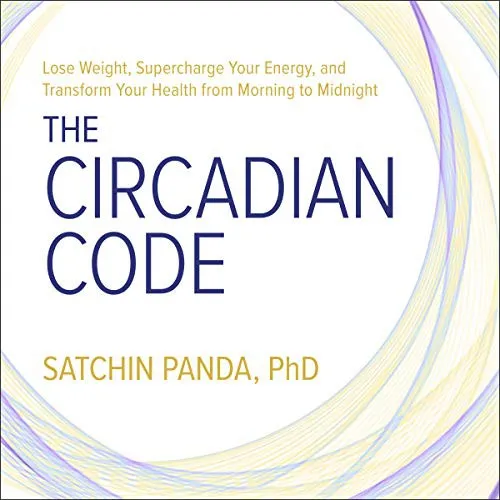 Lose Weight, Supercharge Your Energy, and
Transform Your Health from Morning to Midnight
THE
CIRCADIAN
CODE
SATCHIN PANDA, PhD